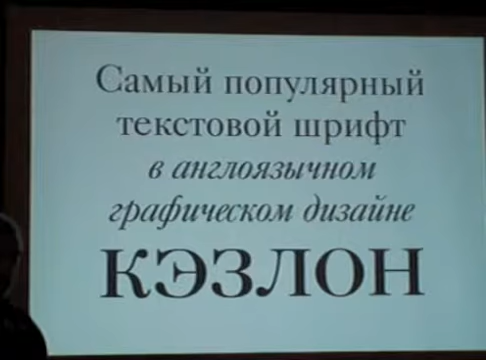 Самый популярный
текстовой шрифт
в англоязычном
графическом дизайне
КЭЗЛОН